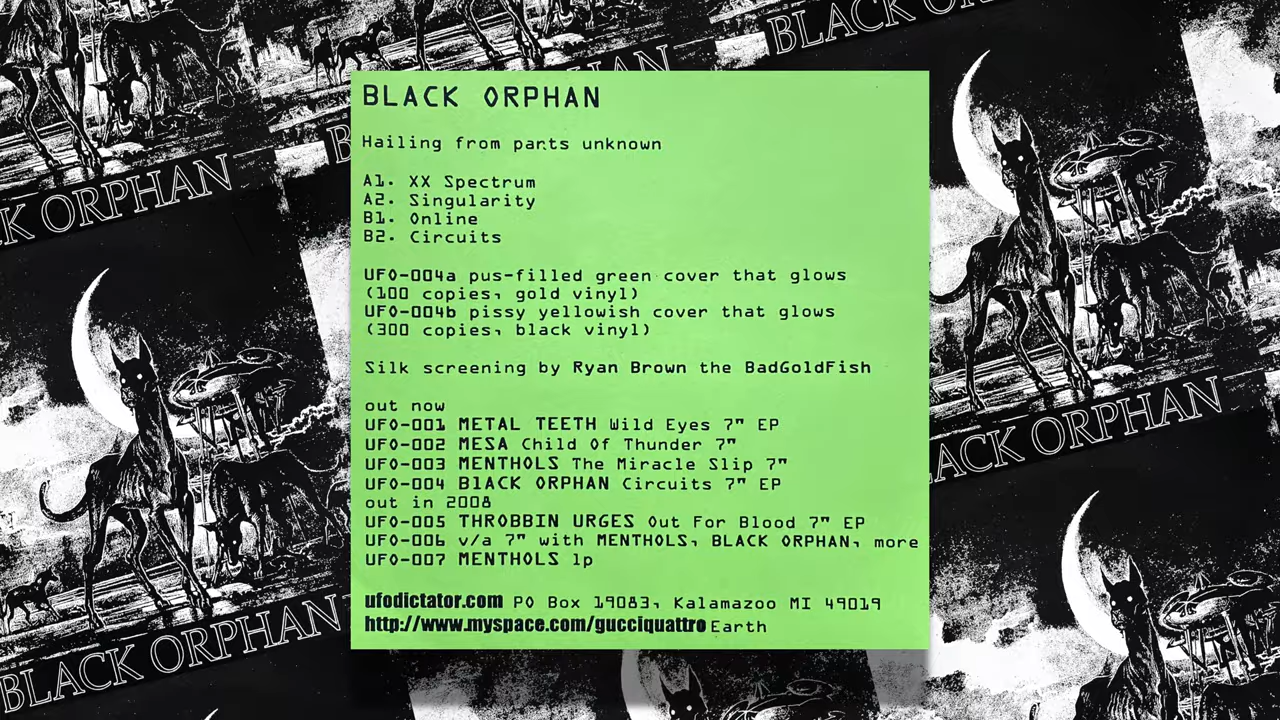 BLACK ORPHAN
BLACK ORPHAN
Hailing from parts unknown
A1. XX Spectrum
A2. Singularity
B1. Online
B2. Circuits
UFO-004a pus-filled green cover that glows
(100 copies, gold vinyl)
UFO-004b pissy yellowish cover that glows
(300 copies, black vinyl)
Silk screening by Ryan Brown the BadGoldFish
out now
UFO-001 METAL TEETH Wild Eyes 7" EP
UFO-002 MESA Child Of Thunder 7"
UFO-003 MENTHOLS The Miracle Slip 7"
UFO-004 BlACK ORPHAN Circuits 7" EP
out in 2008
UFO-005 THROBBIN URGES Out For Blood 7" EP
UFO-006 v/a 7" with MENTHOLS, BLACK ORPHAN, more
UFO-007 MENTHOLS lp
ufodictator.com PO Box 19083, Kalamazoo MI 49019
http://www.myspace.com/gucciquattro Earth
K ORPHAN
ACK ORPHAN
BLACK ORPHAN